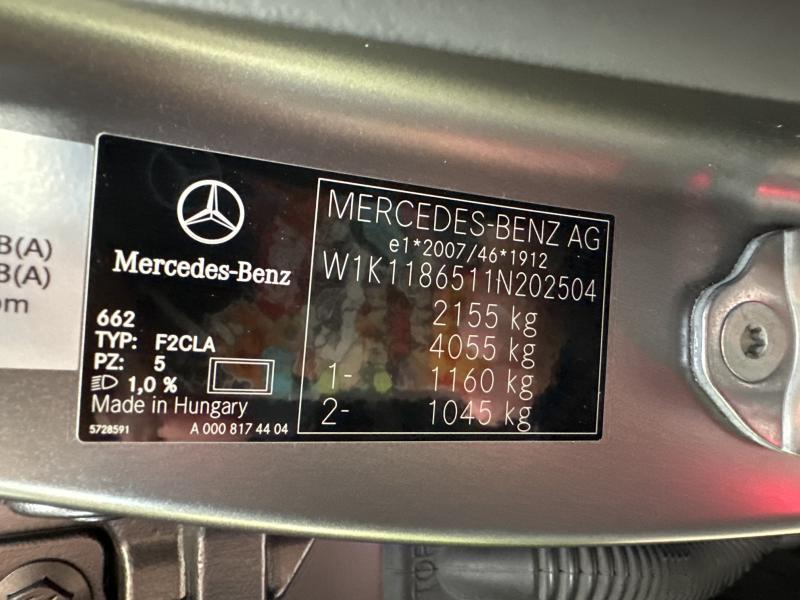 B(A)
B(A)
om
Mercedes-Benz
662
TYP: F2CLA
PZ: 5
1,0 %
Made in Hungary
5728591 A 000 817 44 04
MERCEDES-BENZ AG
e1*2007/46*1912
W1K1186511N202504
2155 kg
4055 kg
1- 1160 kg
2- 1045 kg